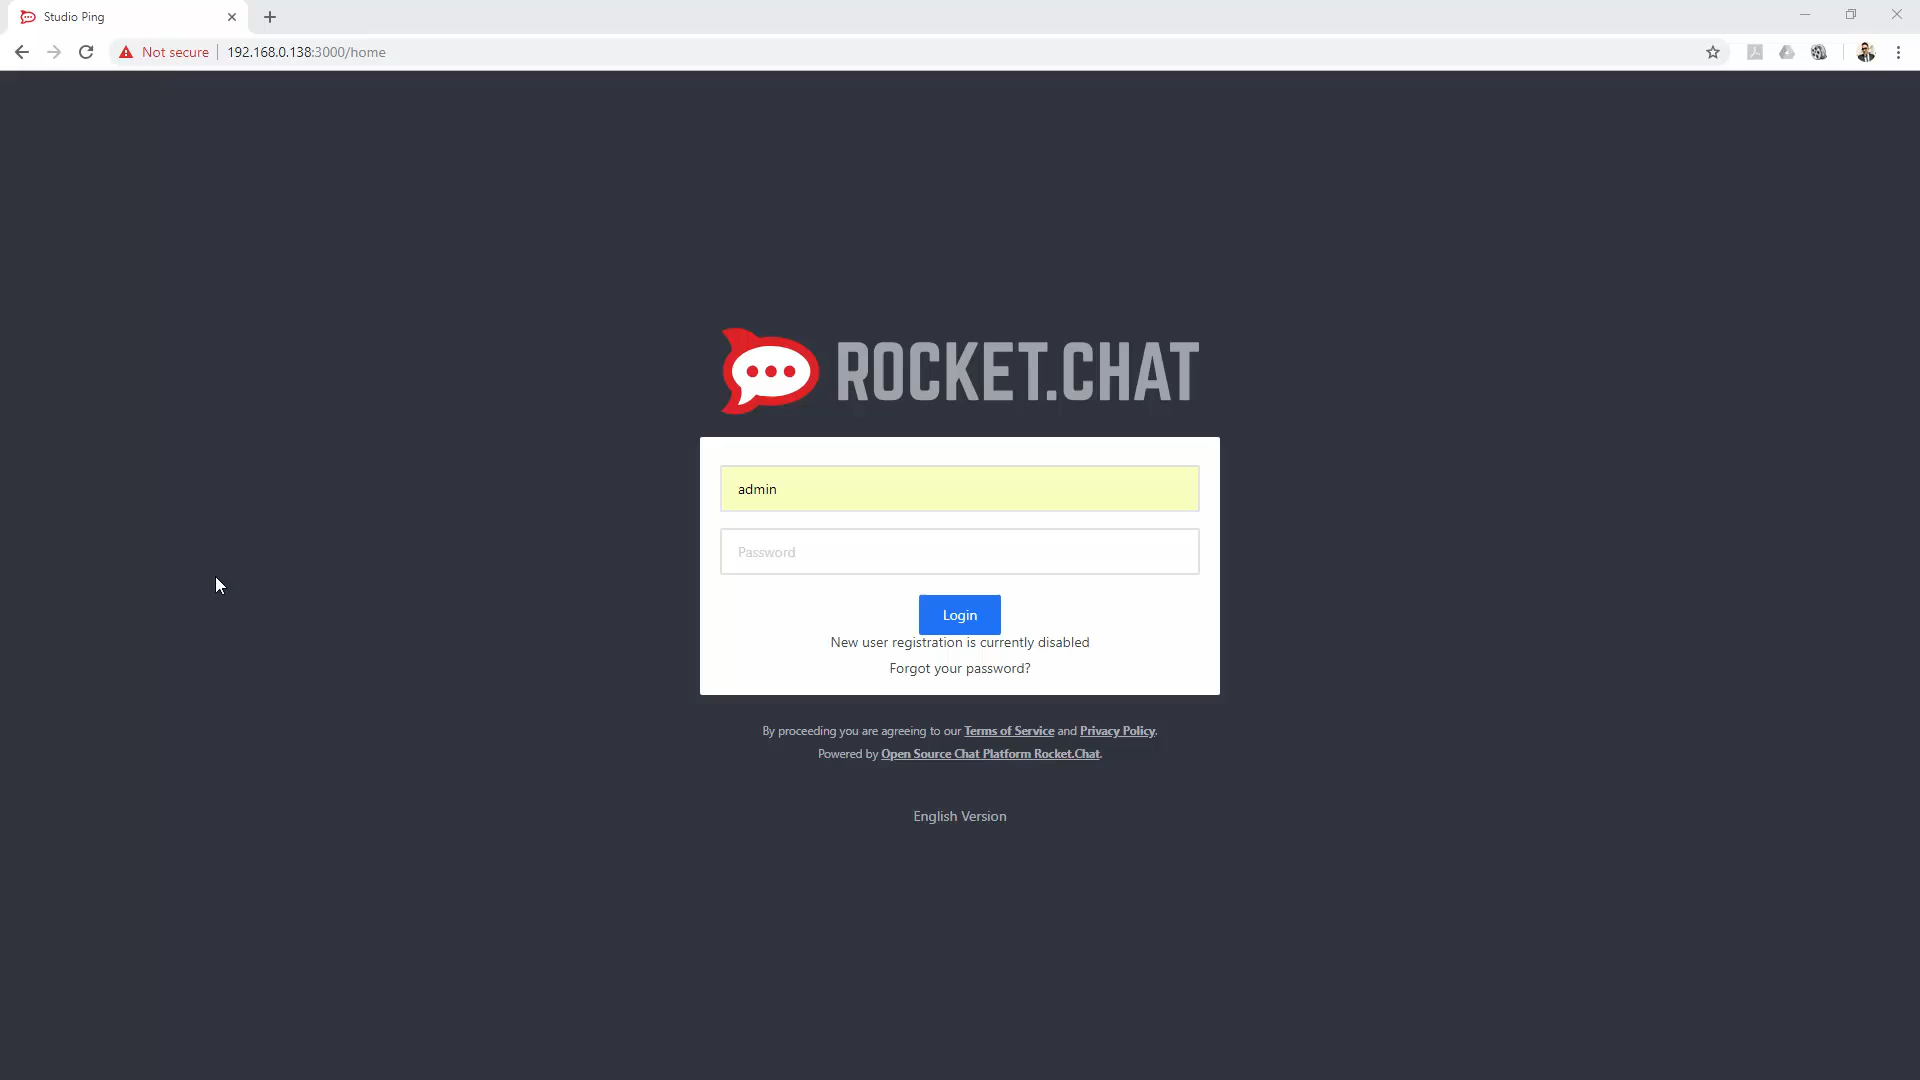 Studio Ping
Not secure 192.168.0.138:3000/home
ROCKET.CHAT
admin
Password
Login
New user registration is currently disabled
Forgot your password?
By proceeding you are agreeing to our Terms of Service and Privacy Policy.
Powered by Open Source Chat Platform Rocket.Chat.
English Version